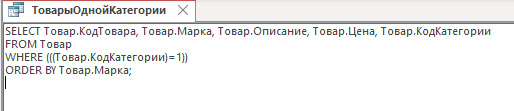 ТоварыОднойКатегории
SELECT Товар.КодТовара, Товар.Марка, Товар.Описание, Товар.Цена, Товар.КодКатегории
FROM Товар
WHERE (((Товар.КодКатегории)=1))
ORDER BY Товар.Марка;